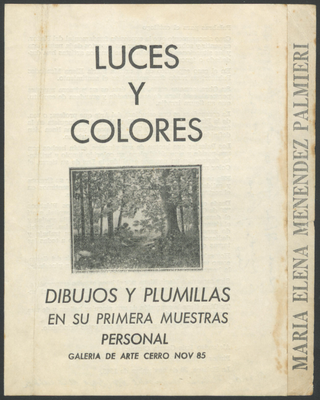 LUCES
Y
COLORES
DIBUJOS Y PLUMILLAS
EN SU PRIMERA MUESTRAS
PERSONAL
GALERIA DE ARTE CERRO NOV 85
MARIA ELENA MENENDEZ PALMIERI